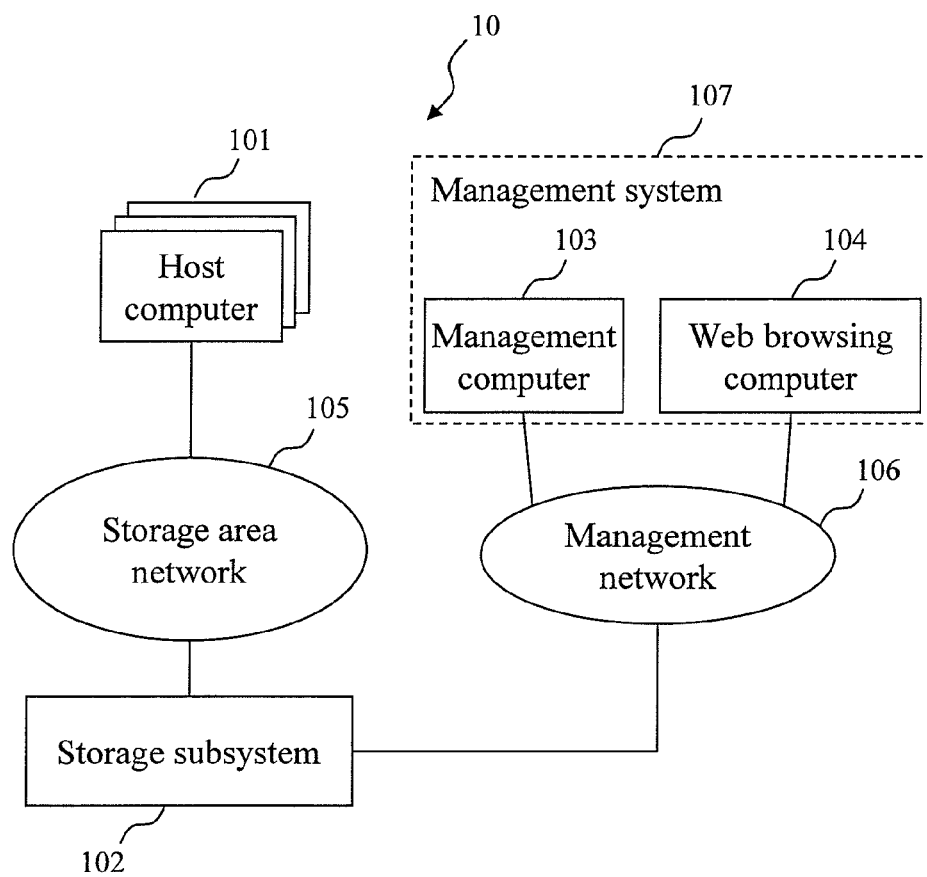 10
107
101
Management system
103
104
Host
computer
Management
computer
Web browsing
computer
105
106
Storage area
network
Management
network
Storage subsystem
102